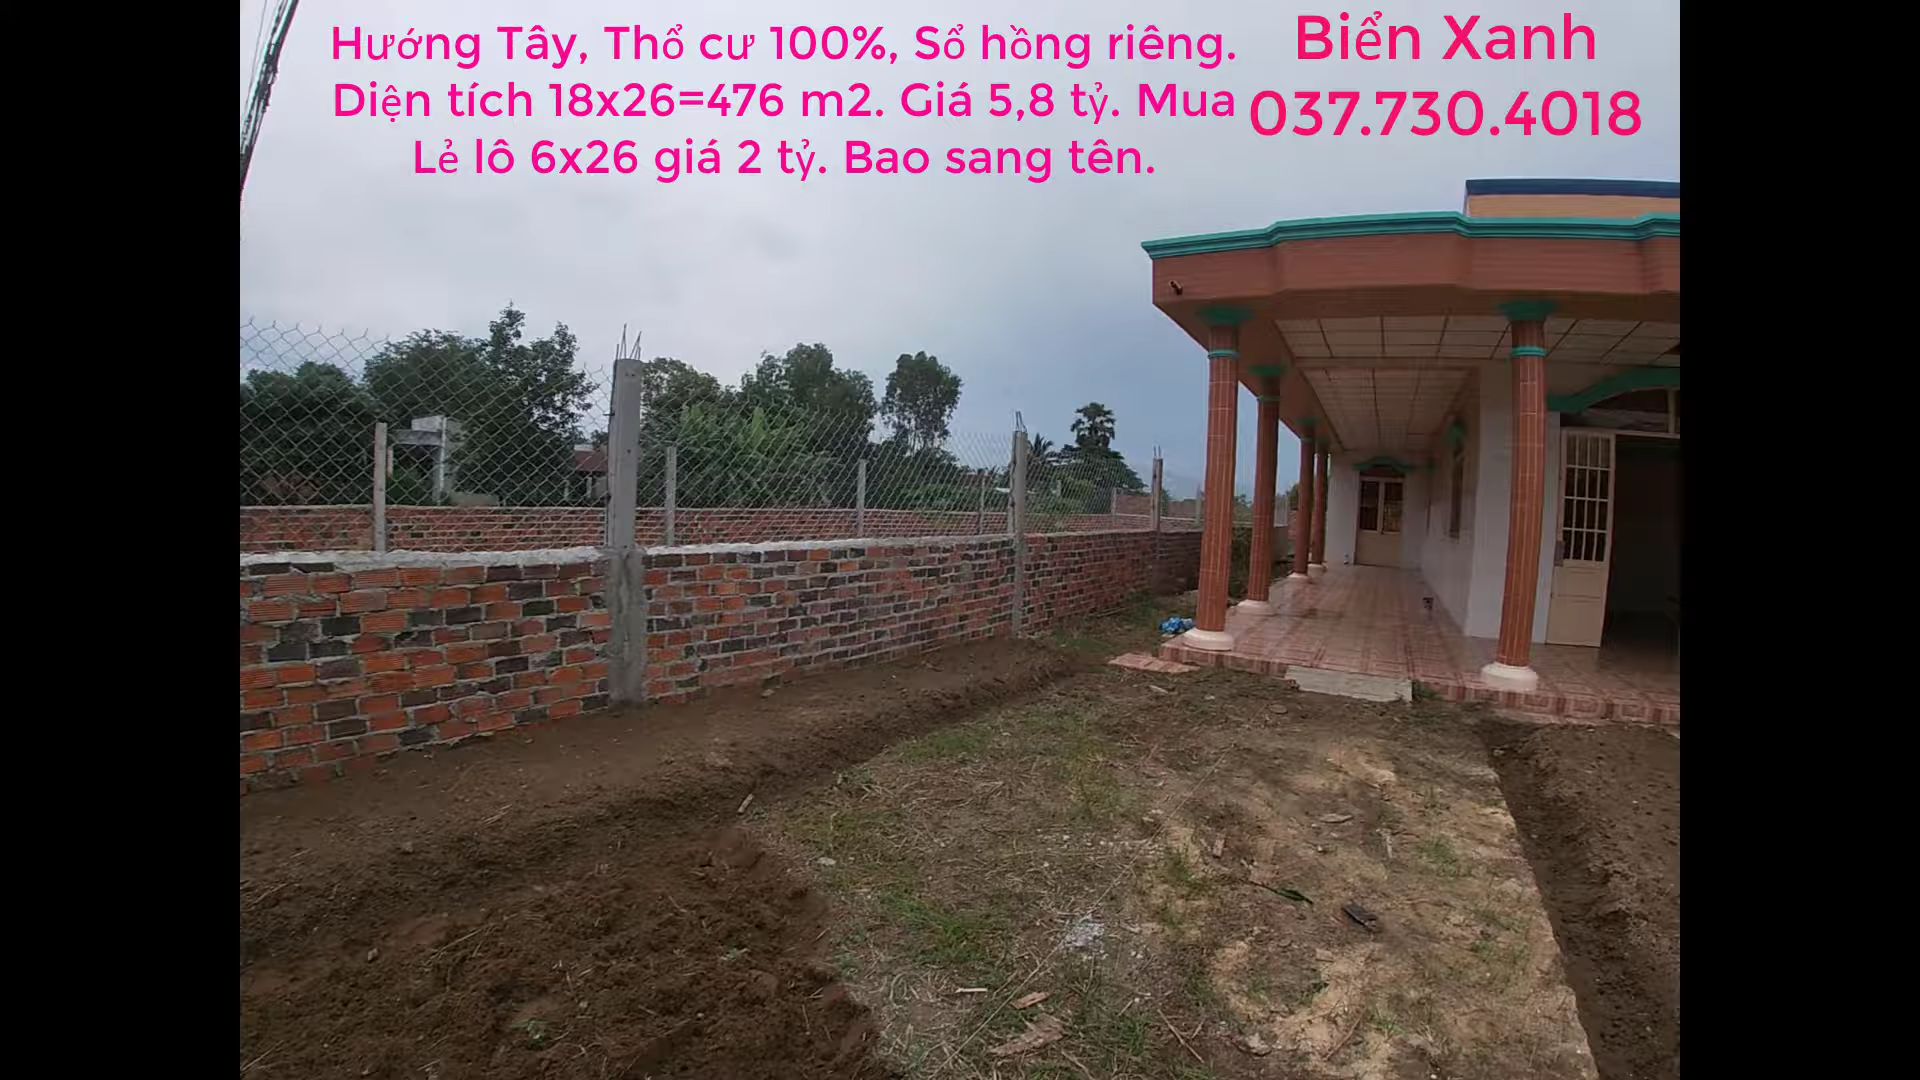 Hướng Tây, Thổ cư 100%, Sổ hồng riêng.
Diện tích 18x26=476 m2. Giá 5,8 tỷ. Mua
Lẻ lô 6x26 giá 2 tỷ. Bao sang tên.
Biển Xanh
037.730.4018